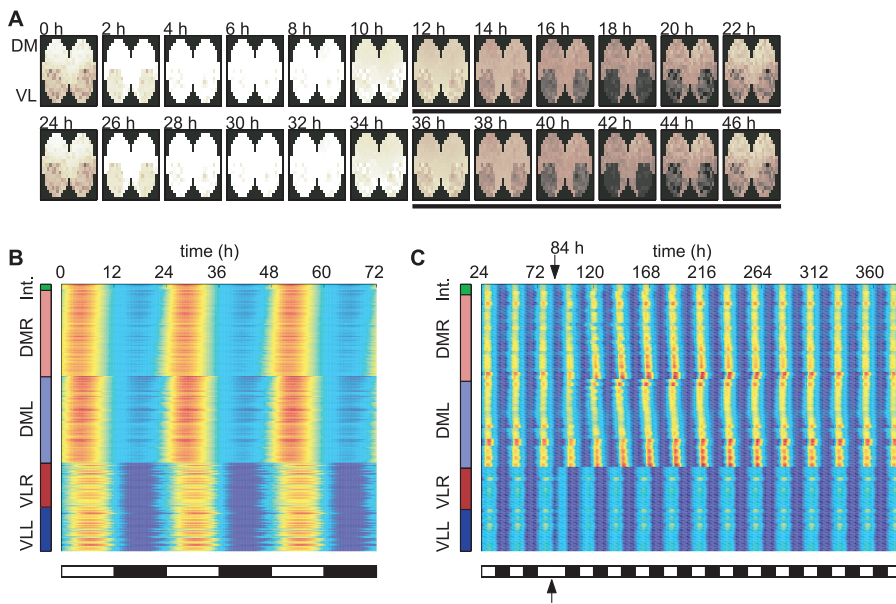 A
0 h 2 h 4 h 6 h 8 h 10 h 12 h 14 h 16 h 18 h 20 h 22 h
DM
VL
24 h 26 h 28 h 30 h 32 h 34 h 36 h 38 h 40 h 42 h 44 h 46 h
B
time (h)
0 12 24 36 48 60 72
Int.
DMR
DML
VLR
VLL
C
84 h
time (h)
24 72 120 168 216 264 312 360
Int.
DMR
DML
VLR
VLL